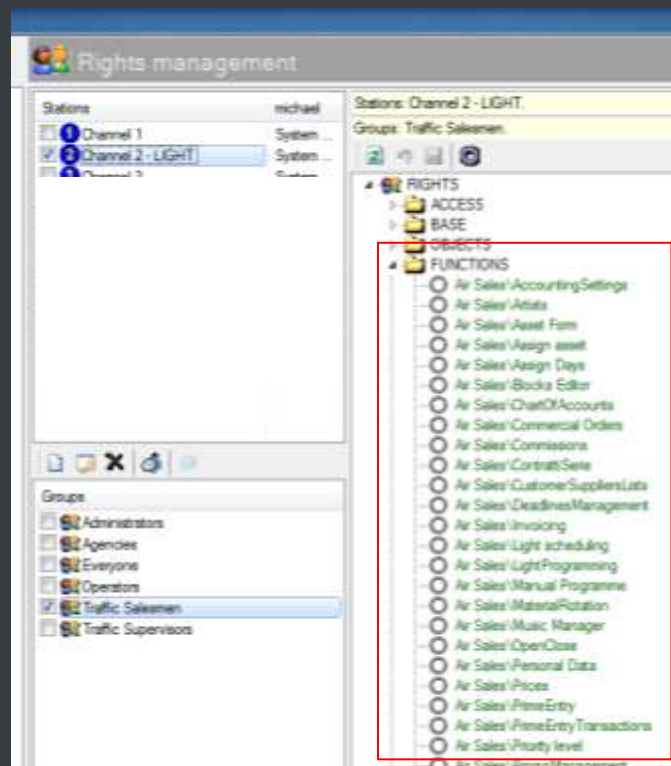 Rights management
Stations michael
Channel 1 System ...
Channel 2 - LIGHT System ...
Channel 3 System ...
Groups
Administrators
Agencies
Everyone
Operators
Traffic Salesmen
Traffic Supervisors
Stations: Channel 2 - LIGHT.
Groups: Traffic Salesmen.
RIGHTS
ACCESS
BASE
OBJECTS
FUNCTIONS
Air Sales\AccountingSettings
Air Sales\Artists
Air Sales\Asset Form
Air Sales\Assign asset
Air Sales\Assign Days
Air Sales\Blocks Editor
Air Sales\ChartOfAccounts
Air Sales\Commercial Orders
Air Sales\Commissions
Air Sales\ContrattiSerie
Air Sales\CustomerSuppliersLists
Air Sales\DeadlinesManagement
Air Sales\Invoicing
Air Sales\Light scheduling
Air Sales\LightProgramming
Air Sales\Manual Programme
Air Sales\MaterialRotation
Air Sales\Music Manager
Air Sales\OpenClose
Air Sales\Personal Data
Air Sales\Prices
Air Sales\PrimeEntry
Air Sales\PrimeEntryTransactions
Air Sales\Priority level